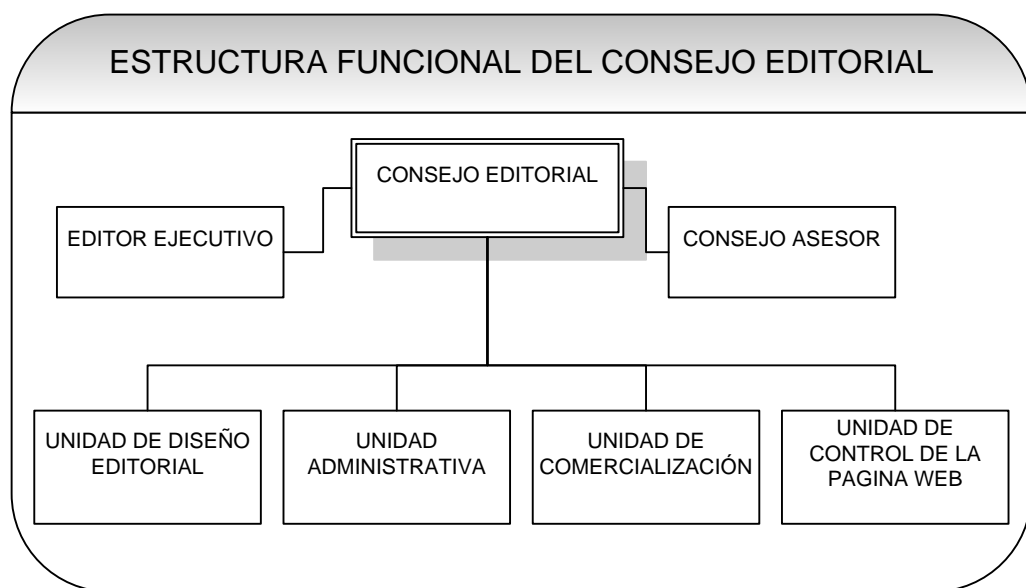 ESTRUCTURA FUNCIONAL DEL CONSEJO EDITORIAL
CONSEJO EDITORIAL
EDITOR EJECUTIVO
CONSEJO ASESOR
UNIDAD DE DISEÑO
EDITORIAL
UNIDAD
ADMINISTRATIVA
UNIDAD DE
COMERCIALIZACIÓN
UNIDAD DE
CONTROL DE LA
PAGINA WEB